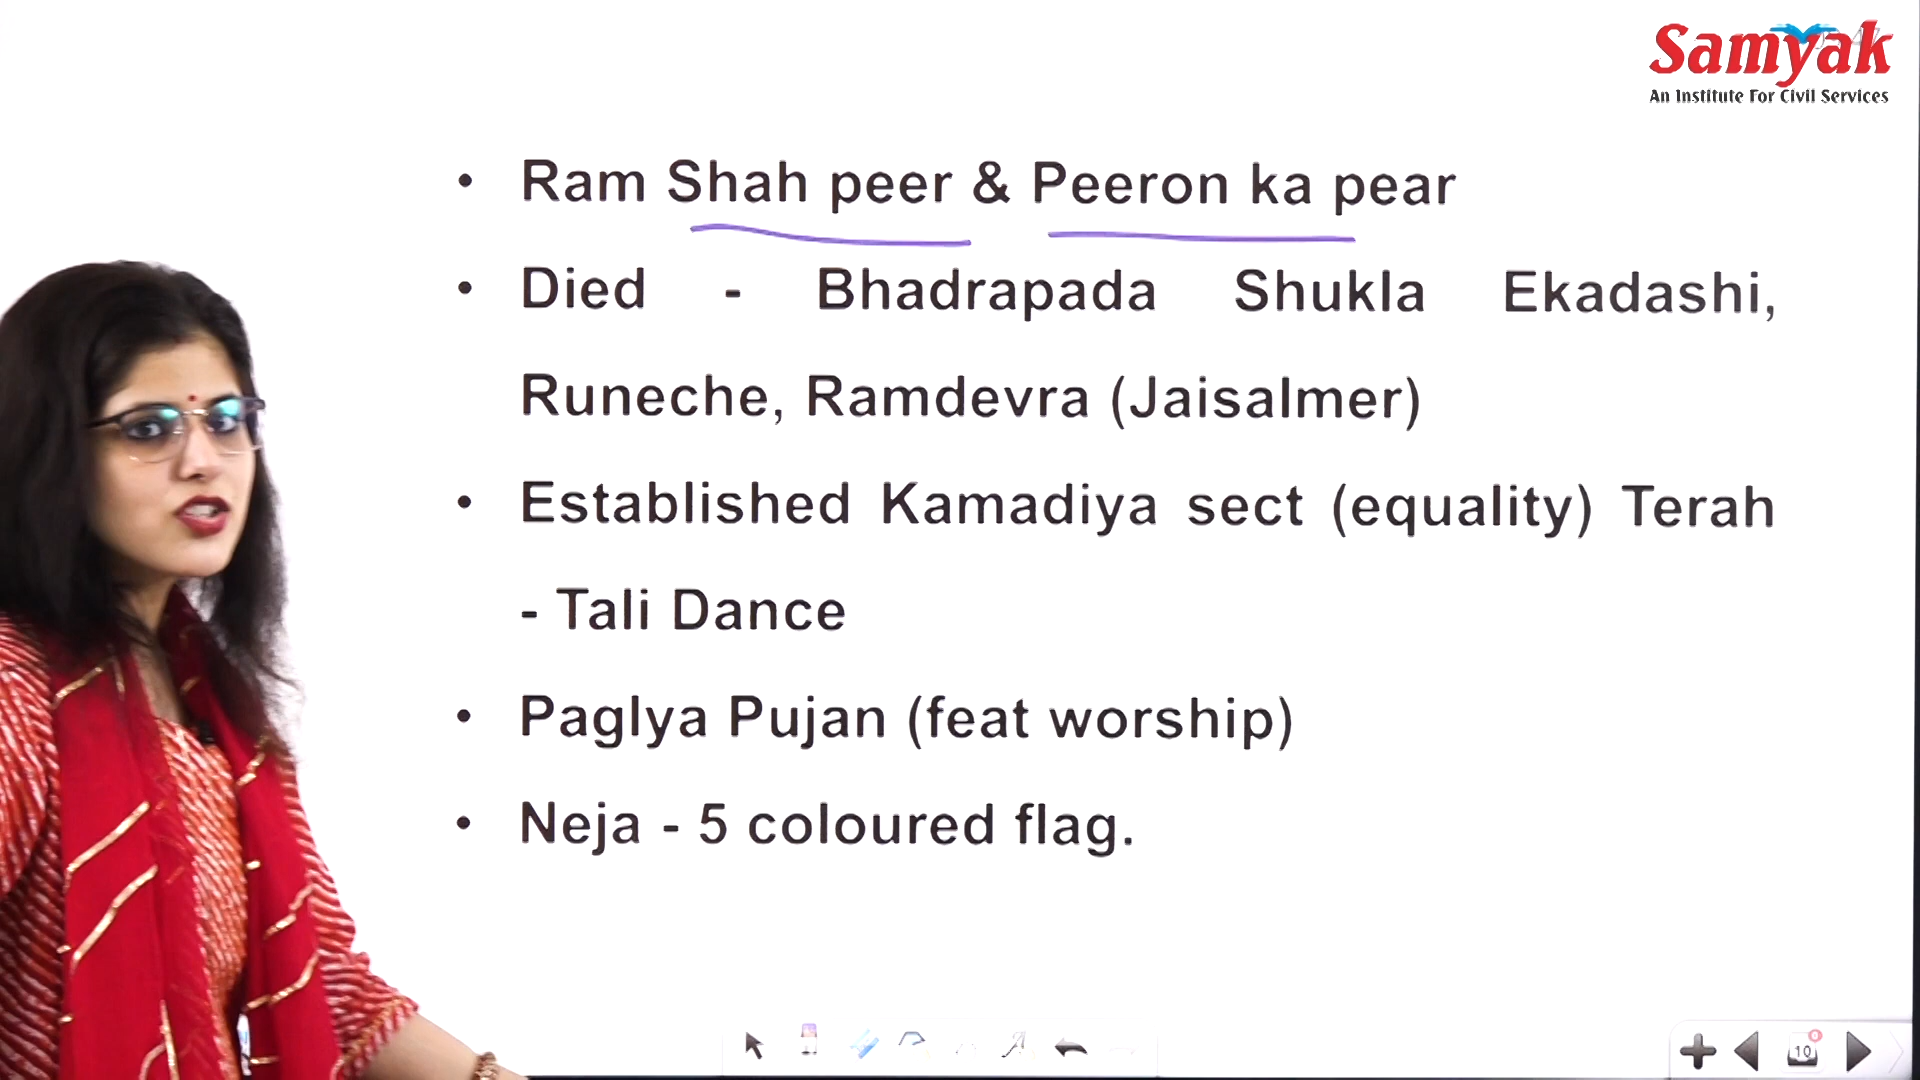 Samyak
An Institute For Civil Services
• Ram Shah peer & Peeron ka pear
• Died - Bhadrapada Shukla Ekadashi,
Runeche, Ramdevra (Jaisalmer)
• Established Kamadiya sect (equality) Terah
- Tali Dance
• Paglya Pujan (feat worship)
• Neja - 5 coloured flag.
10